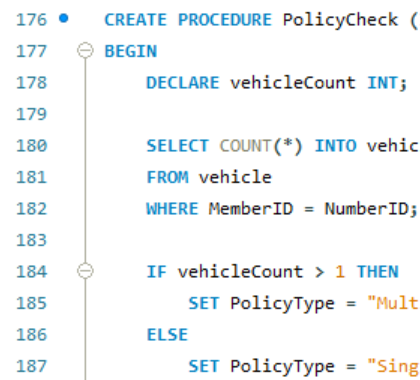 176 CREATE PROCEDURE PolicyCheck (
177 BEGIN
178 DECLARE vehicleCount INT;
179
180 SELECT COUNT(*) INTO vehic
181 FROM vehicle
182 WHERE MemberID = NumberID;
183
184 IF vehicleCount > 1 THEN
185 SET PolicyType = "Mult
186 ELSE
187 SET PolicyType = "Sing